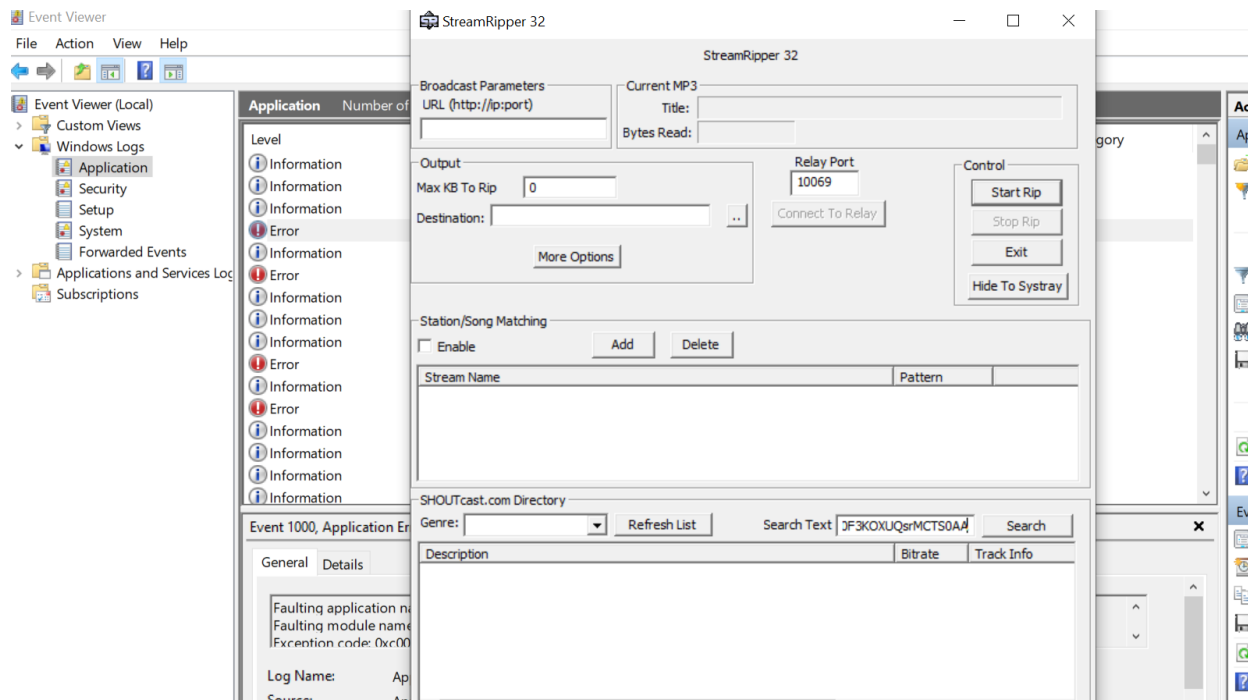 Event Viewer
File Action View Help
Event Viewer (Local)
Custom Views
Windows Logs
Application
Security
Setup
System
Forwarded Events
Applications and Services Log
Subscriptions
Application Number of
Level
Information
Information
Information
Error
Information
Error
Information
Information
Information
Error
Information
Error
Information
Information
Information
Information
Event 1000, Application Er
General Details
Faulting application na
Faulting module name
Exception code: 0xc00
Log Name: Ap
StreamRipper 32
StreamRipper 32
Broadcast Parameters
URL (http://ip:port)
Current MP3
Title:
Bytes Read:
Output
Max KB To Rip 0
Destination: ..
More Options
Relay Port
10069
Connect To Relay
Control
Start Rip
Stop Rip
Exit
Hide To Systray
Station/Song Matching
Enable Add Delete
Stream Name Pattern
SHOUTcast.com Directory
Genre: Refresh List Search Text F3KOXUQsrMCTS0AA Search
Description Bitrate Track Info
gory